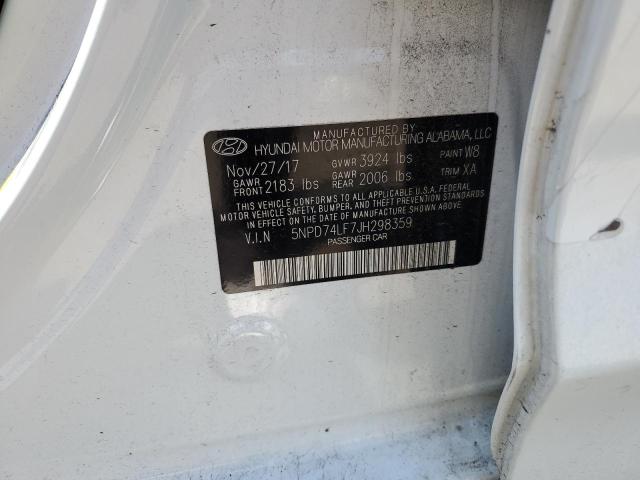 MANUFACTURED BY
HYUNDAI MOTOR MANUFACTURING ALABAMA, LLC
Nov/27/17 GVWR 3924 lbs PAINT W8
GAWR FRONT 2183 lbs GAWR REAR 2006 lbs TRIM XA
THIS VEHICLE CONFORMS TO ALL APPLICABLE U.S.A. FEDERAL
MOTOR VEHICLE SAFETY, BUMPER, AND THEFT PREVENTION
STANDARDS IN EFFECT ON THE DATE OF MANUFACTURE SHOWN ABOVE.
V.I.N 5NPD74LF7JH298359
PASSENGER CAR